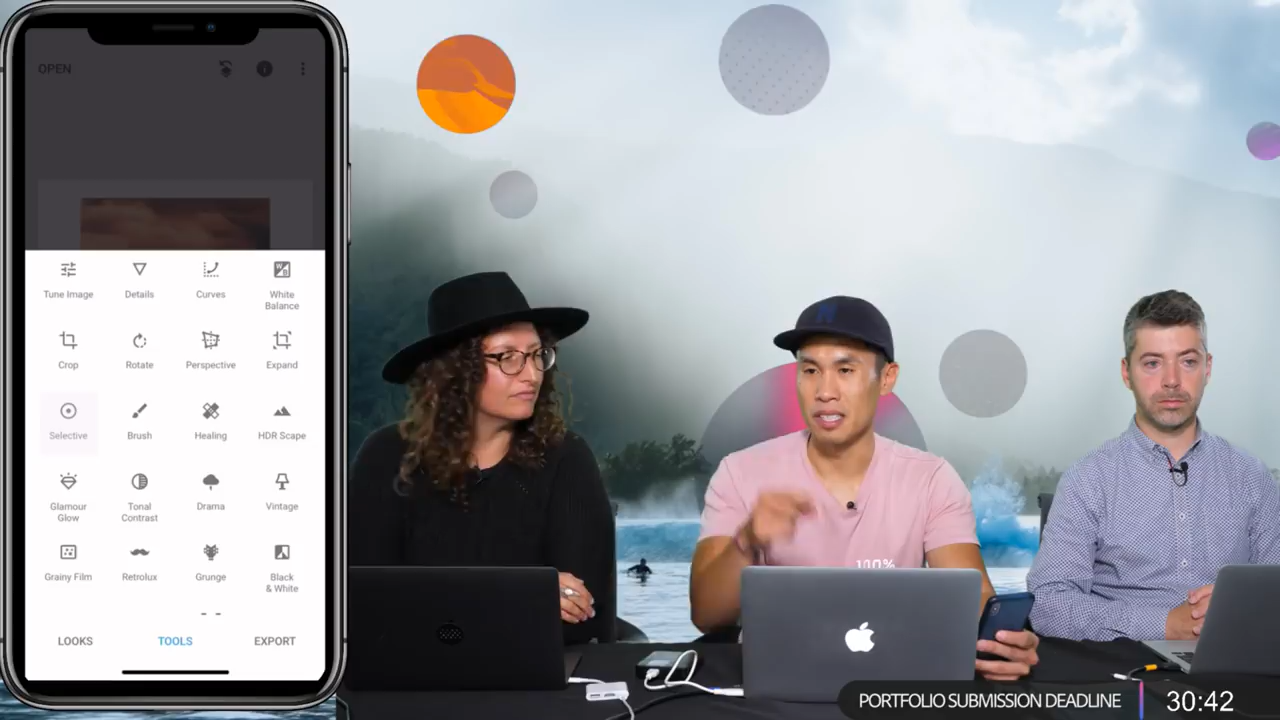 OPEN
Tune Image
Details
Curves
White
Balance
Crop
Rotate
Perspective
Expand
Selective
Brush
Healing
HDR Scape
Glamour
Glow
Tonal
Contrast
Drama
Vintage
Grainy Film
Retrolux
Grunge
Black
& White
LOOKS
TOOLS
EXPORT
100%
PORTFOLIO SUBMISSION DEADLINE
30:42